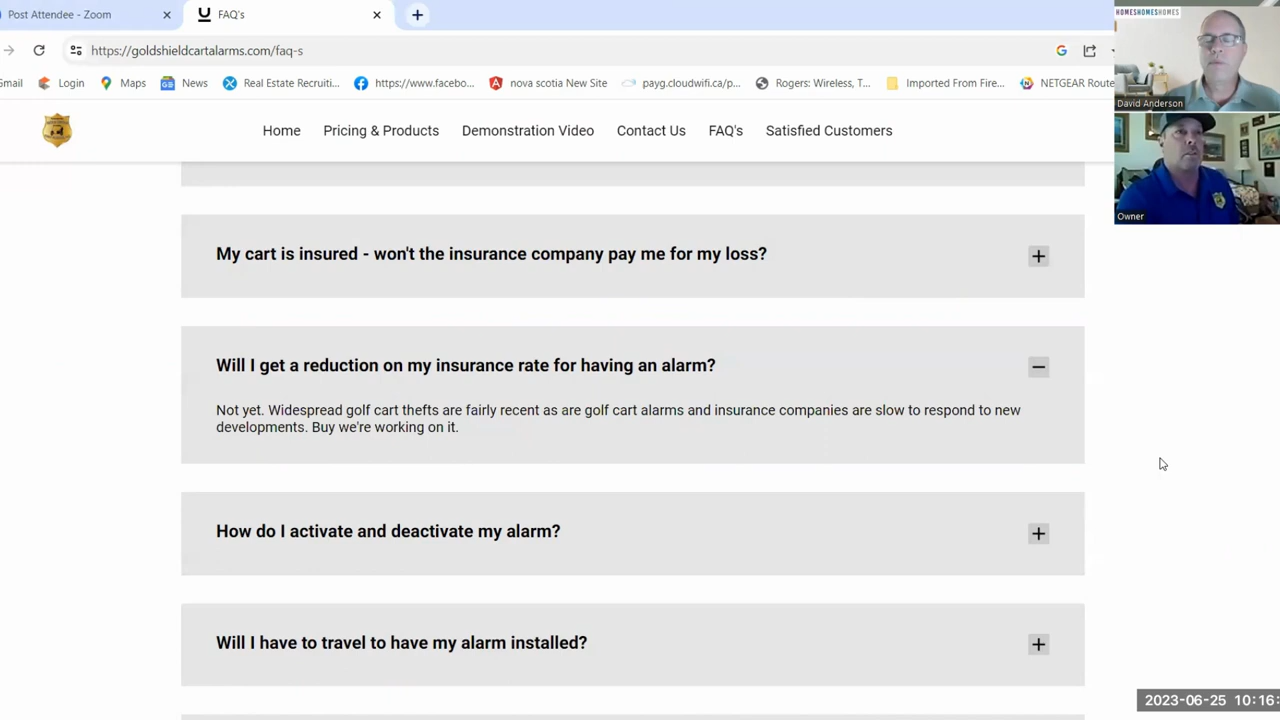 Post Attendee - Zoom
FAQ's
https://goldshieldcartalarms.com/faq-s
Gmail
Login
Maps
News
Real Estate Recruiti...
https://www.facebo...
nova scotia New Site
payg.cloudwifi.ca/p...
Rogers: Wireless, T...
Imported From Fire...
NETGEAR Route
HOMESHOMESHOMES
David Anderson
Owner
Home
Pricing & Products
Demonstration Video
Contact Us
FAQ's
Satisfied Customers
My cart is insured - won't the insurance company pay me for my loss?
Will I get a reduction on my insurance rate for having an alarm?
Not yet. Widespread golf cart thefts are fairly recent as are golf cart alarms and insurance companies are slow to respond to new
developments. Buy we're working on it.
How do I activate and deactivate my alarm?
Will I have to travel to have my alarm installed?
2023-06-25 10:16: